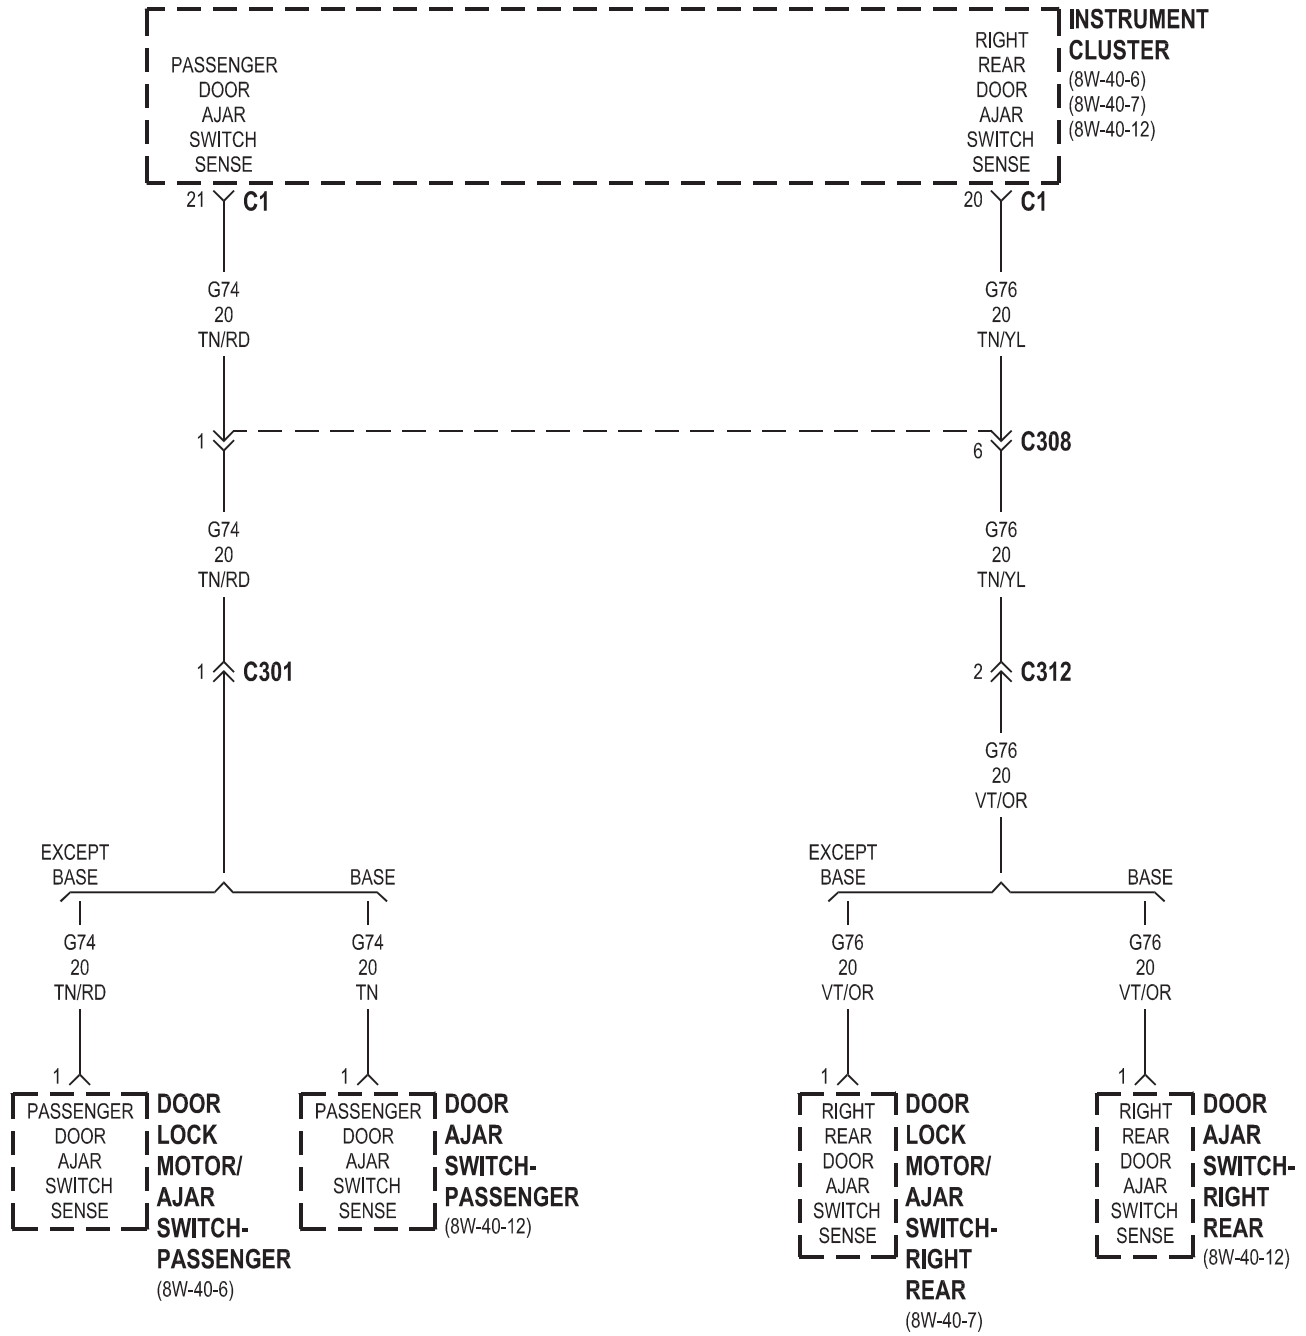 INSTRUMENT
CLUSTER
(8W-40-6)
(8W-40-7)
(8W-40-12)
PASSENGER
DOOR
AJAR
SWITCH
SENSE
RIGHT
REAR
DOOR
AJAR
SWITCH
SENSE
21
C1
20
C1
G74
20
TN/RD
G76
20
TN/YL
1
6
C308
G74
20
TN/RD
G76
20
TN/YL
1
C301
2
C312
G76
20
VT/OR
EXCEPT
BASE
BASE
EXCEPT
BASE
BASE
G74
20
TN/RD
G74
20
TN
G76
20
VT/OR
G76
20
VT/OR
1
PASSENGER
DOOR
AJAR
SWITCH
SENSE
DOOR
LOCK
MOTOR/
AJAR
SWITCH-
PASSENGER
(8W-40-6)
1
PASSENGER
DOOR
AJAR
SWITCH
SENSE
DOOR
AJAR
SWITCH-
PASSENGER
(8W-40-12)
1
RIGHT
REAR
DOOR
AJAR
SWITCH
SENSE
DOOR
LOCK
MOTOR/
AJAR
SWITCH-
RIGHT
REAR
(8W-40-7)
1
RIGHT
REAR
DOOR
AJAR
SWITCH
SENSE
DOOR
AJAR
SWITCH-
RIGHT
REAR
(8W-40-12)